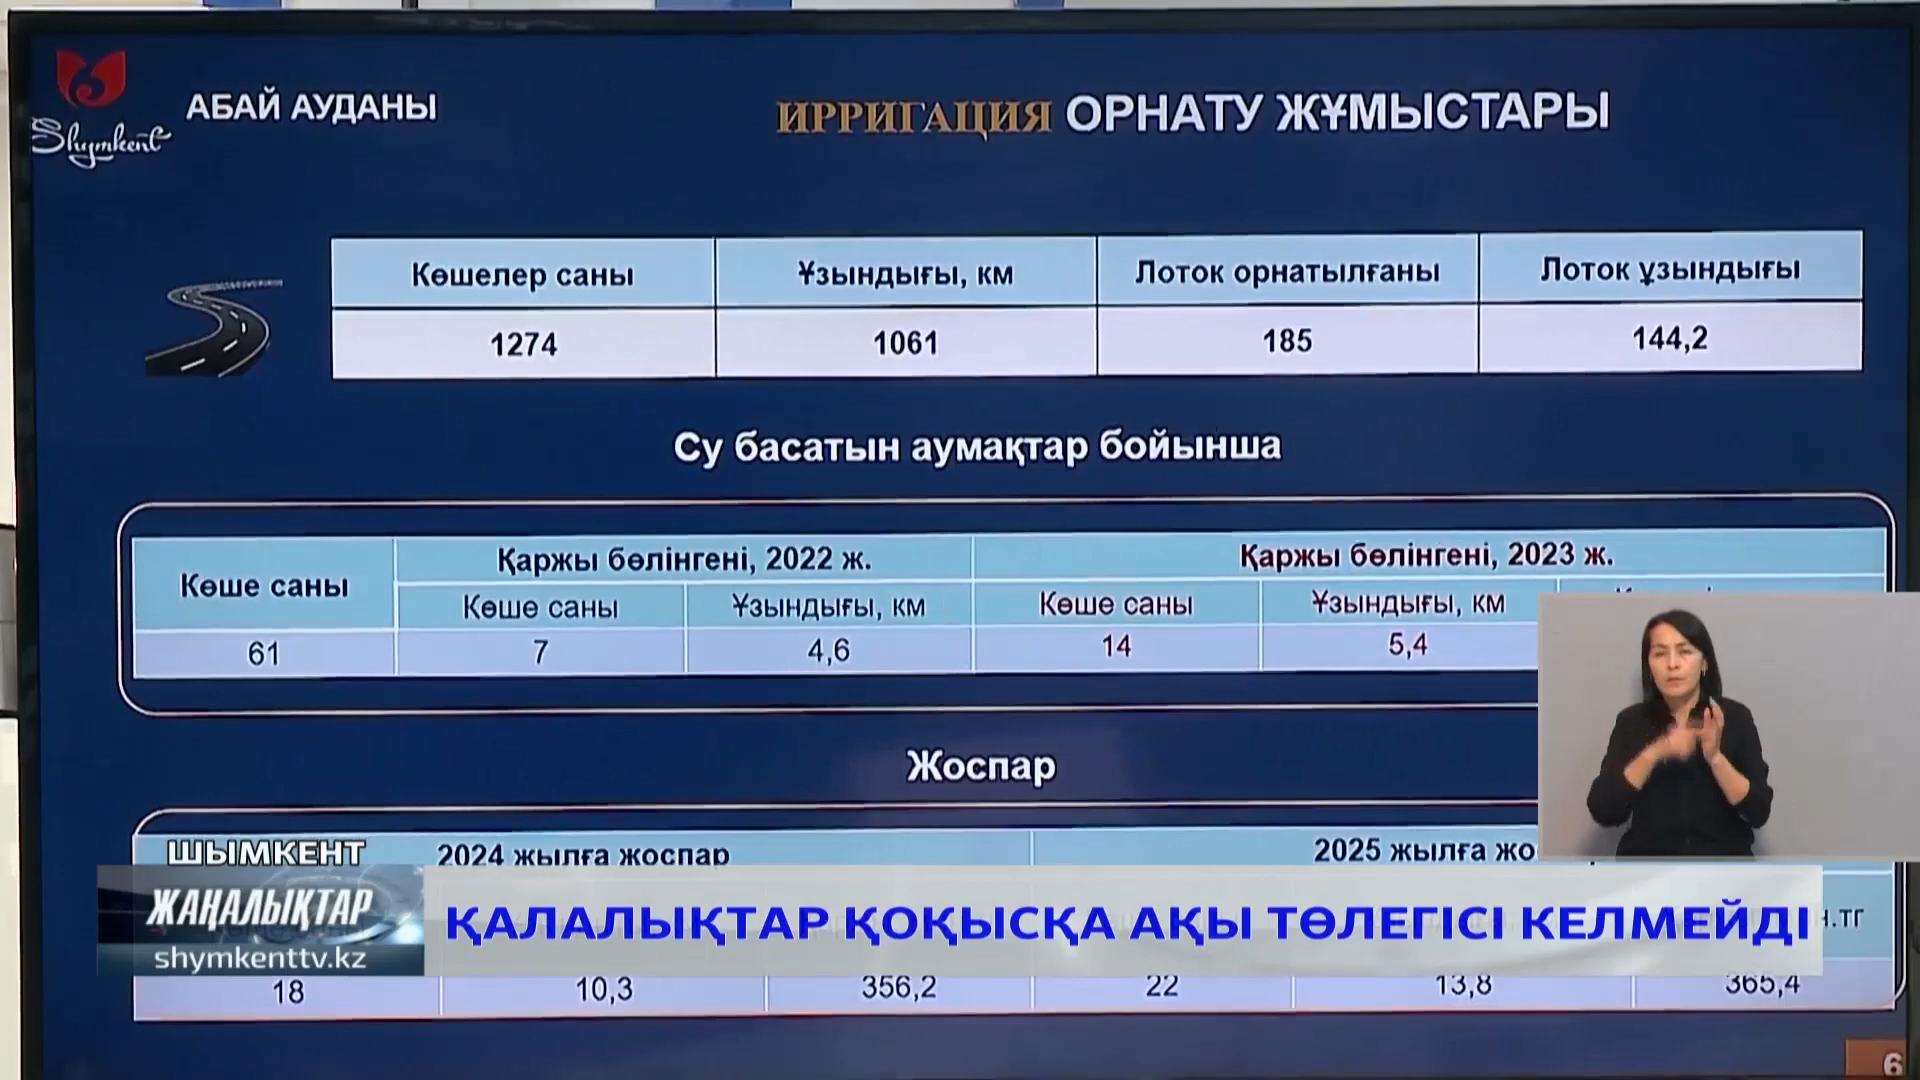 Shymkent
АБАЙ АУДАНЫ
ИРРИГАЦИЯ ОРНАТУ ЖҰМЫСТАРЫ
Көшелер саны
Ұзындығы, км
Лоток орнатылғаны
Лоток ұзындығы
1274
1061
185
144,2
Су басатын аумақтар бойынша
Көше саны
Қаржы бөлінгені, 2022 ж.
Қаржы бөлінгені, 2023 ж.
Көше саны
Ұзындығы, км
Көше саны
Ұзындығы, км
61
7
4,6
14
5,4
Жоспар
2024 жылға жоспар
2025 жылға
ШЫМКЕНТ
ЖАҢАЛЫҚТАР
shymkenttv.kz
ҚАЛАЛЫҚТАР ҚОҚЫСҚА АҚЫ ТӨЛЕГІСІ КЕЛМЕЙДІ
18
10,3
356,2
22
13,8
365,4
6